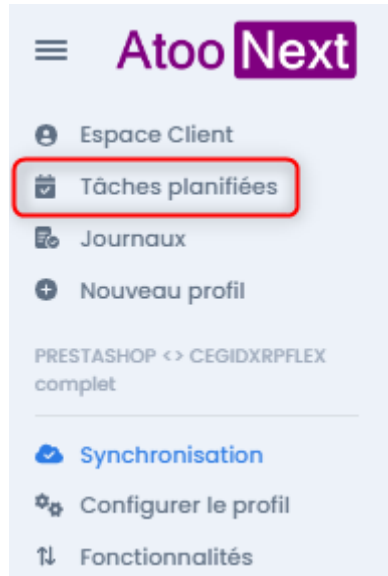 Atoo Next
Espace Client
Tâches planifiées
Journaux
Nouveau profil
PRESTASHOP <> CEGIDXRPFLEX
complet
Synchronisation
Configurer le profil
Fonctionnalités